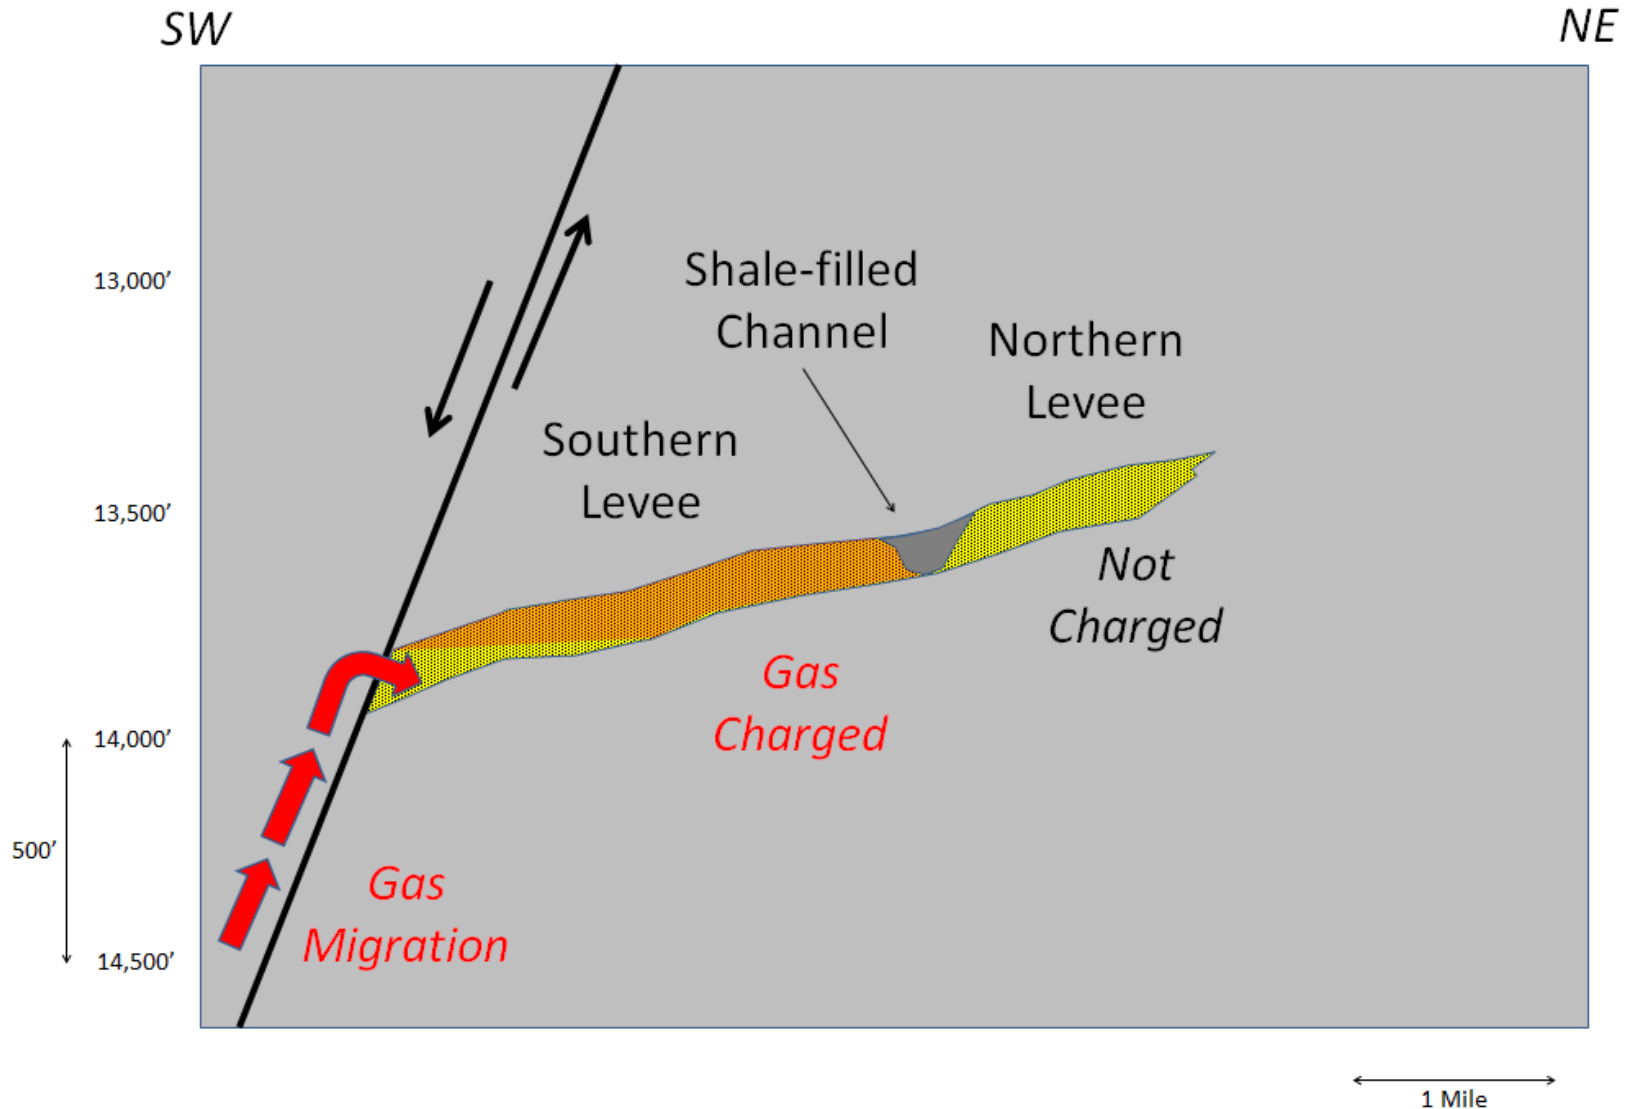 SW
NE
13,000’
Shale-filled
Channel
Northern
Levee
Southern
Levee
13,500’
Not
Charged
Gas
Charged
14,000’
500’
Gas
Migration
14,500’
1 Mile